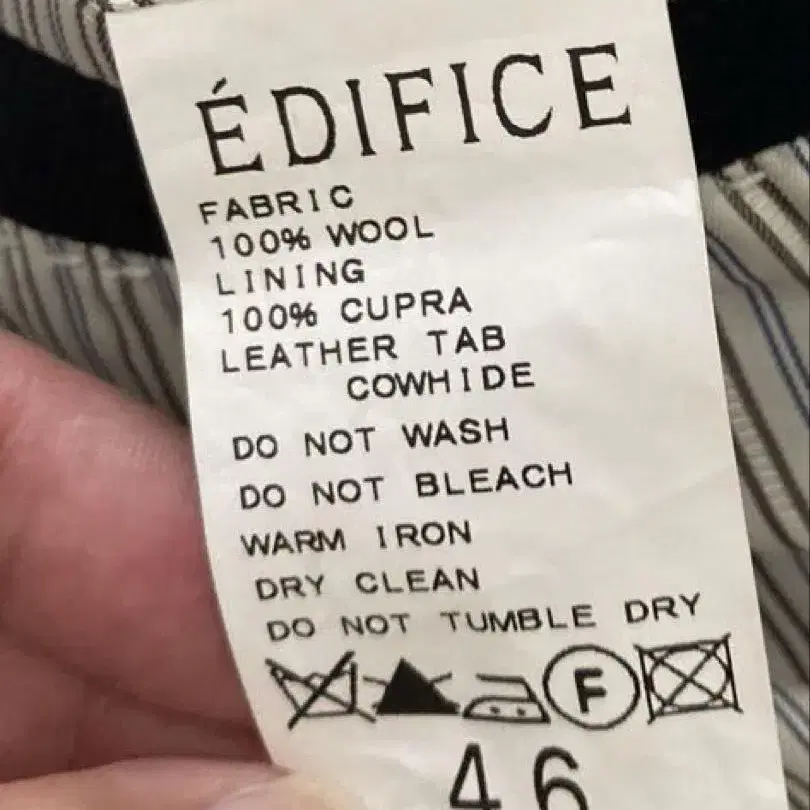 ÉDIFICE
FABRIC
100% WOOL
LINING
100% CUPRA
LEATHER TAB
COWHIDE
DO NOT WASH
DO NOT BLEACH
WARM IRON
DRY CLEAN
DO NOT TUMBLE DRY
F
46